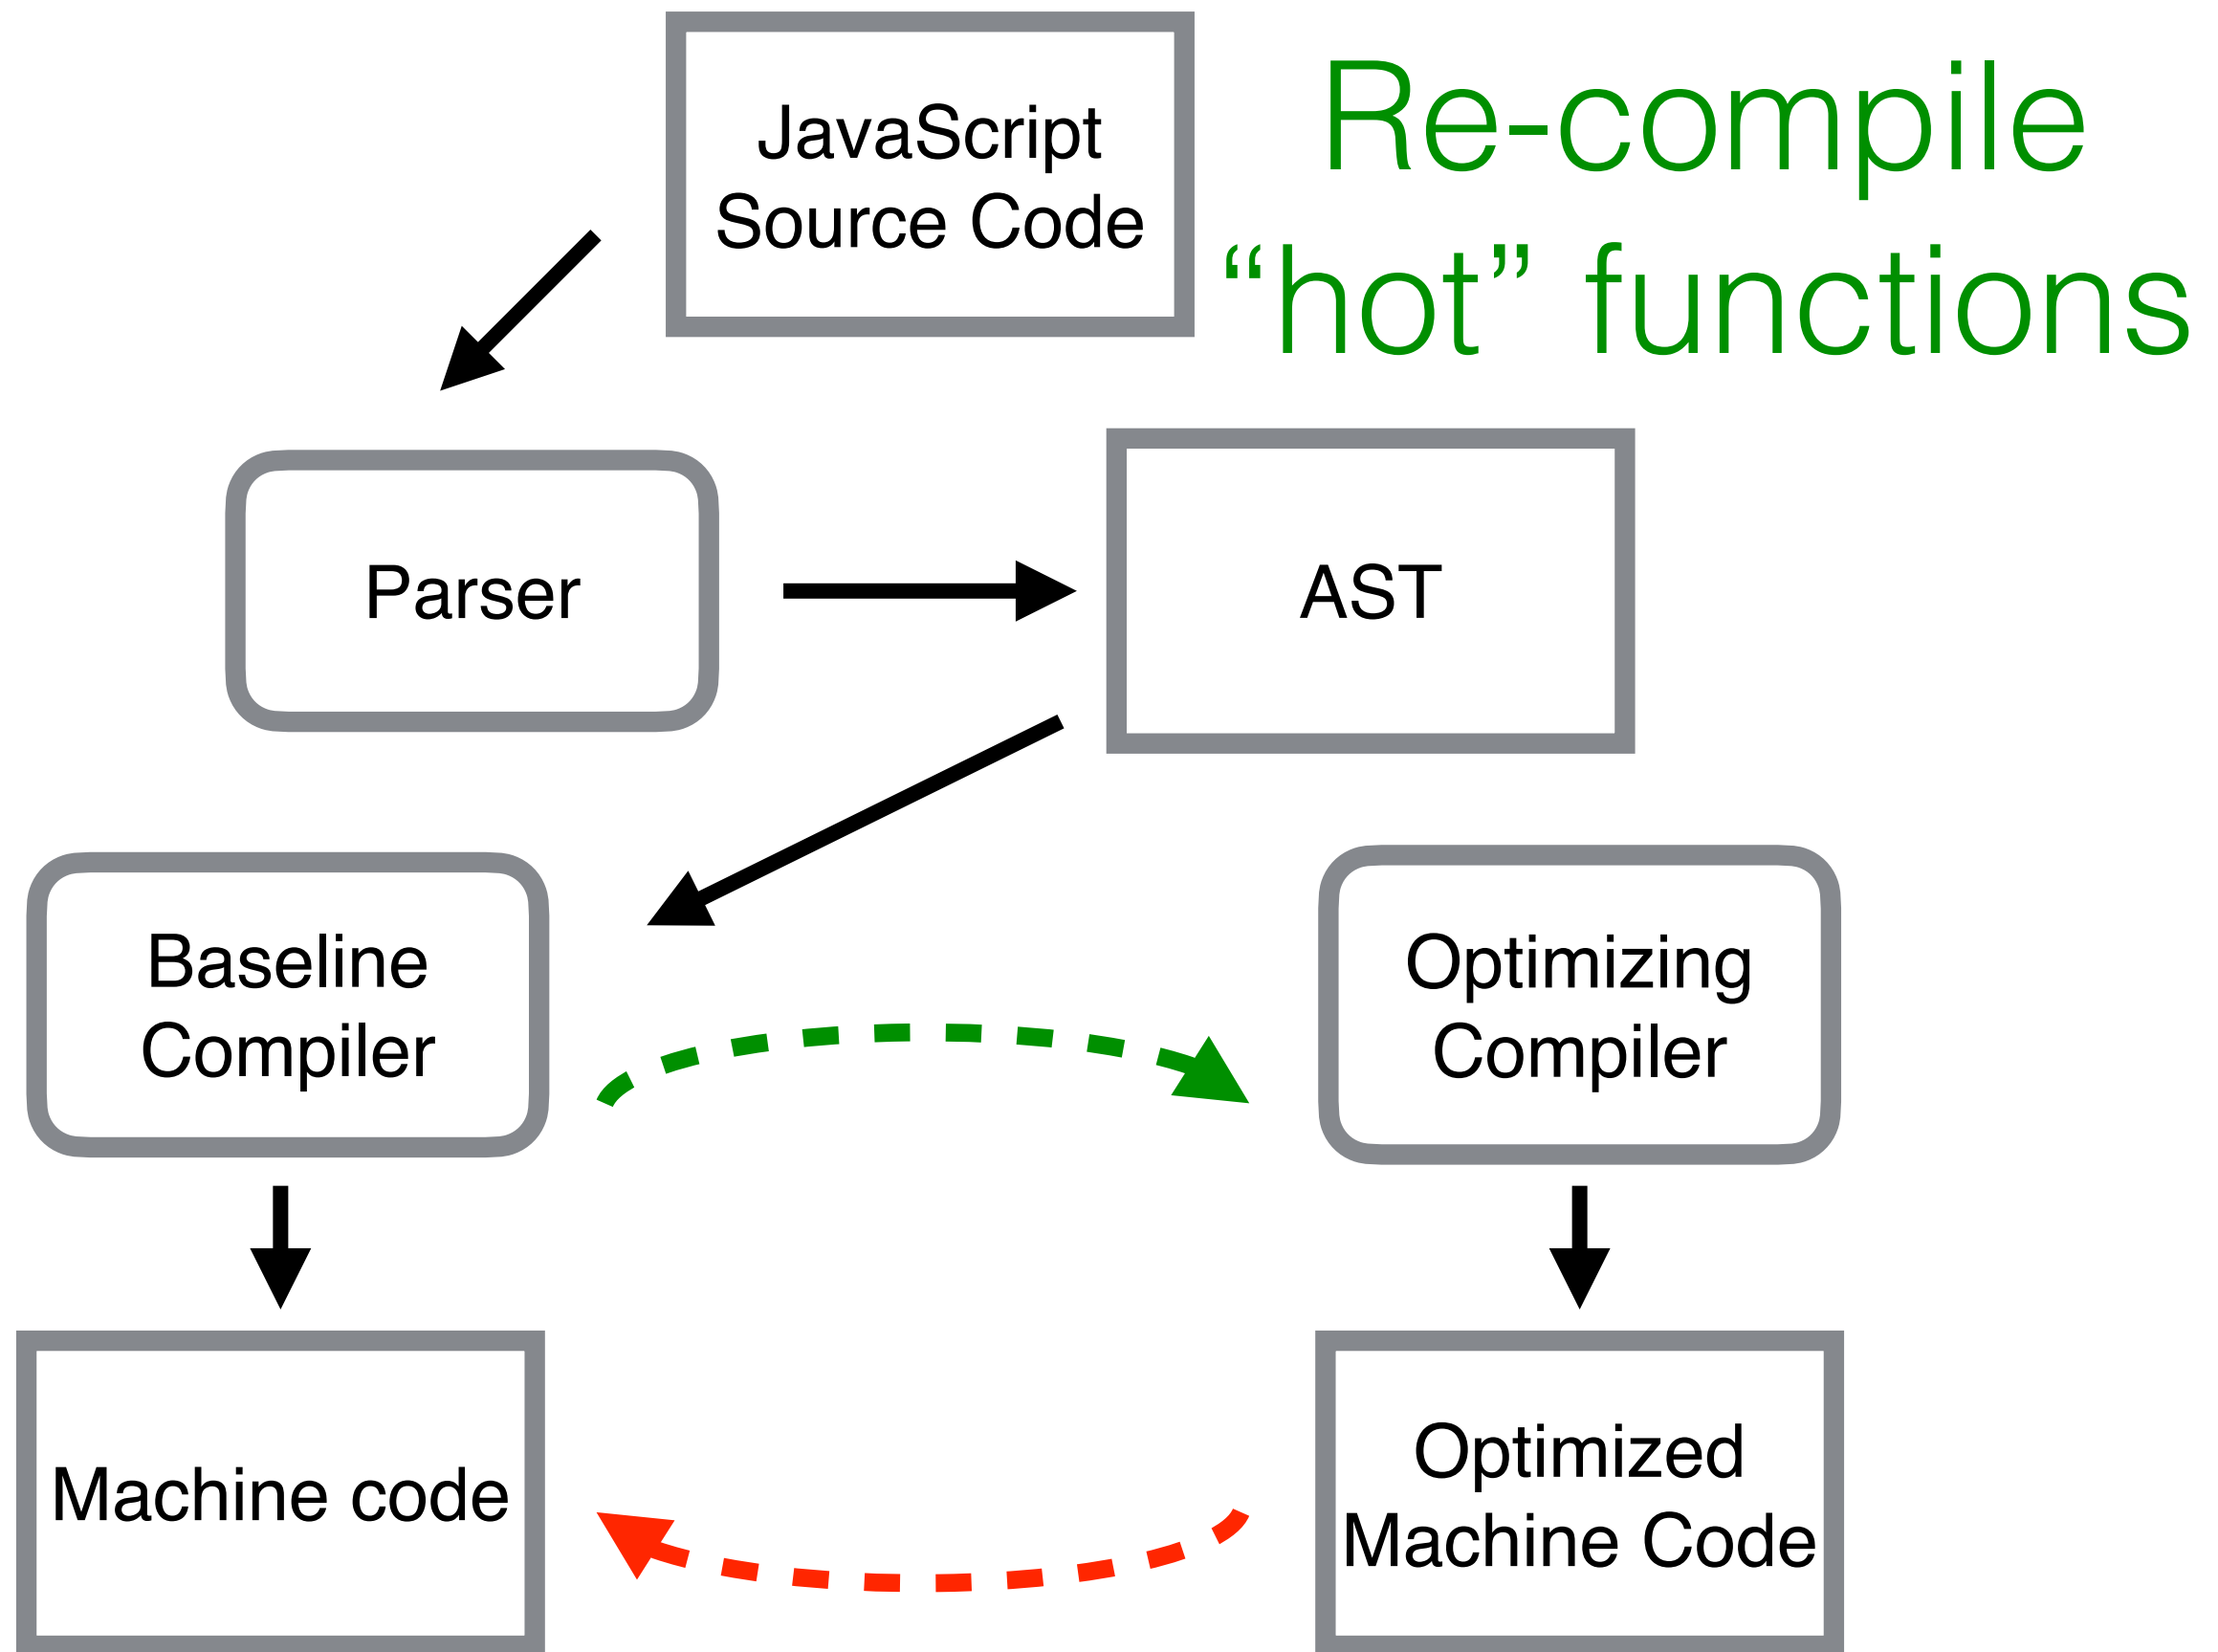 JavaScript
Source Code
Re-compile
“hot” functions
Parser
AST
Baseline
Compiler
Optimizing
Compiler
Machine code
Optimized
Machine Code